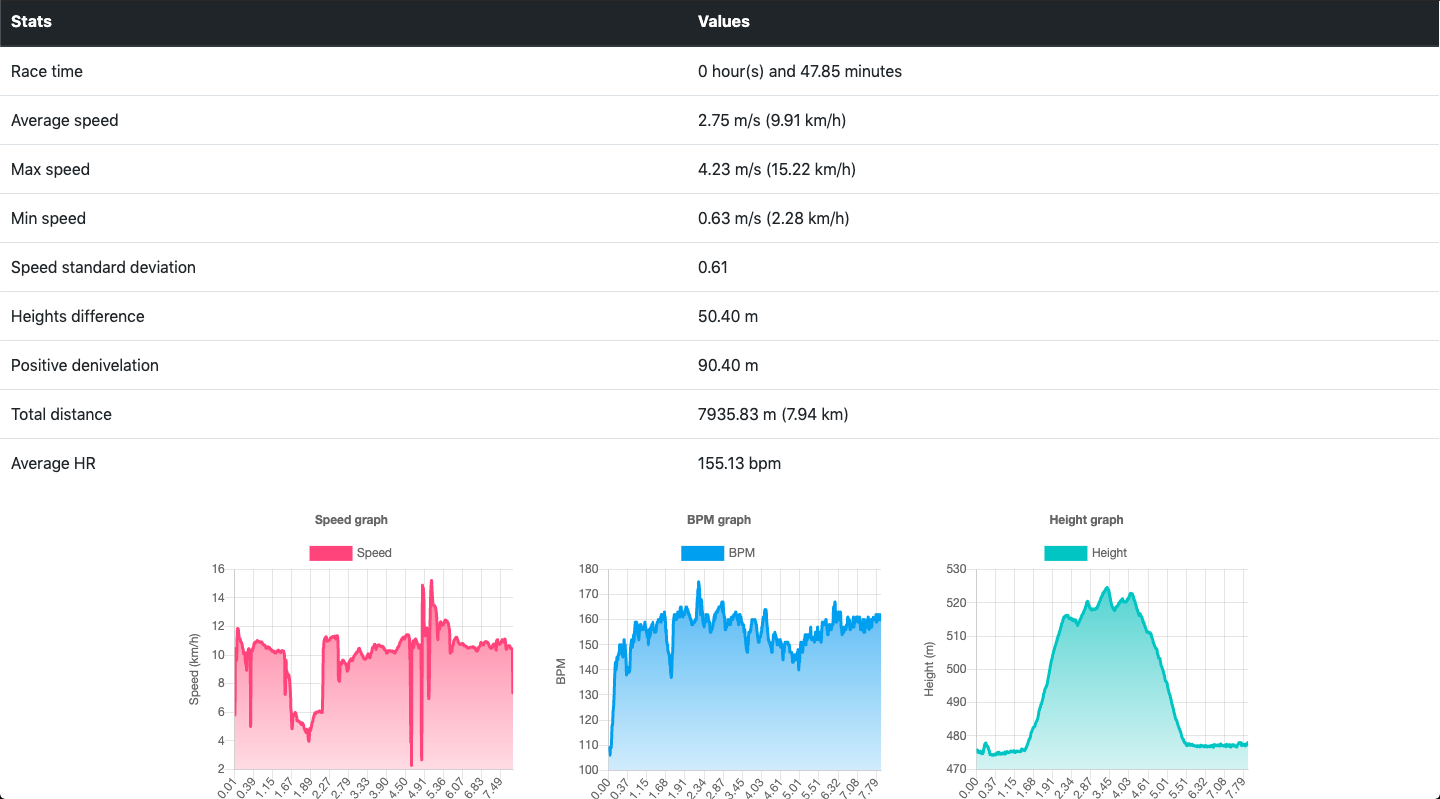 Stats Values
Race time 0 hour(s) and 47.85 minutes
Average speed 2.75 m/s (9.91 km/h)
Max speed 4.23 m/s (15.22 km/h)
Min speed 0.63 m/s (2.28 km/h)
Speed standard deviation 0.61
Heights difference 50.40 m
Positive denivelation 90.40 m
Total distance 7935.83 m (7.94 km)
Average HR 155.13 bpm
Speed graph
Speed
16
14
12
10
8
6
4
2
Speed (km/h)
0.01 0.39 1.15 1.67 1.89 2.27 2.79 3.33 3.90 4.50 4.91 5.36 6.07 6.83 7.49
BPM graph
BPM
180
170
160
150
140
130
120
110
100
BPM
0.00 0.37 1.15 1.68 1.91 2.34 2.87 3.45 4.03 4.61 5.01 5.51 6.32 7.08 7.79
Height graph
Height
530
520
510
500
490
480
470
Height (m)
0.00 0.37 1.15 1.68 1.91 2.34 2.87 3.45 4.03 4.61 5.01 5.51 6.32 7.08 7.79